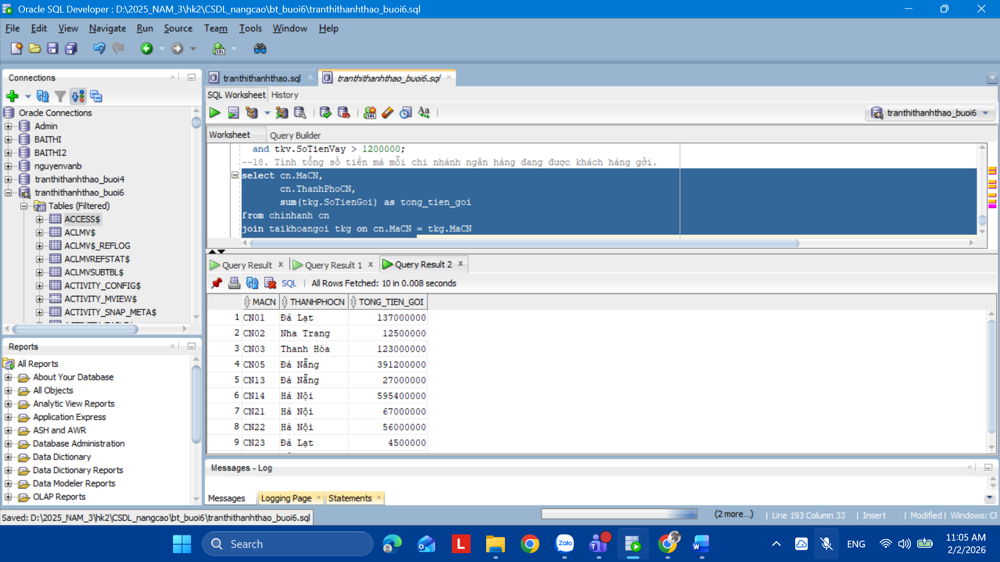 Oracle SQL Developer : D:\2025_NAM_3\hk2\CSDL_nangcao\bt_buoi6\tranthithanhthao_buoi6.sql
File Edit View Navigate Run Source Team Tools Window Help
Connections
Oracle Connections
Admin
BAITHI
BAITHI2
nguyenvanb
tranthithanhthao_buoi4
tranthithanhthao_buoi6
Tables (Filtered)
ACCESS$
ACLMV$
ACLMV$_REFLOG
ACLMVREFSTAT$
ACLMVSUBTBL$
ACTIVITY_CONFIG$
ACTIVITY_MVIEW$
ACTIVITY_SNAP_META$
Reports
All Reports
About Your Database
All Objects
Analytic View Reports
Application Express
ASH and AWR
Database Administration
Data Dictionary
Data Dictionary Reports
Data Modeler Reports
OLAP Reports
tranthithanhthao.sql tranthithanhthao_buoi6.sql
SQL Worksheet History
tranthithanhthao_buoi6
Worksheet Query Builder
and tkv.SoTienVay > 1200000;
--18. Tính tổng số tiền mà mỗi chi nhánh ngân hàng đang được khách hàng gởi.
select cn.MaCN,
cn.ThanhPhoCN,
sum(tkg.SoTienGoi) as tong_tien_goi
from chinhanh cn
join taikhoangoi tkg on cn.MaCN = tkg.MaCN
Query Result Query Result 1 Query Result 2
SQL | All Rows Fetched: 10 in 0.008 seconds
MACN THANHPHOCN TONG_TIEN_GOI
1 CN01 Đà Lạt 137000000
2 CN02 Nha Trang 12500000
3 CN03 Thanh Hóa 123000000
4 CN05 Đà Nẵng 391200000
5 CN13 Đà Nẵng 27000000
6 CN14 Hà Nội 595400000
7 CN21 Hà Nội 67000000
8 CN22 Hà Nội 56000000
9 CN23 Đà Lạt 4500000
Messages - Log
Messages Logging Page Statements
Saved: D:\2025_NAM_3\hk2\CSDL_nangcao\bt_buoi6\tranthithanhthao_buoi6.sql
(2 more...) | Line 193 Column 33 | Insert | Modified | Windows: CF
Search
L
Zalo
ENG
11:05 AM
2/2/2026